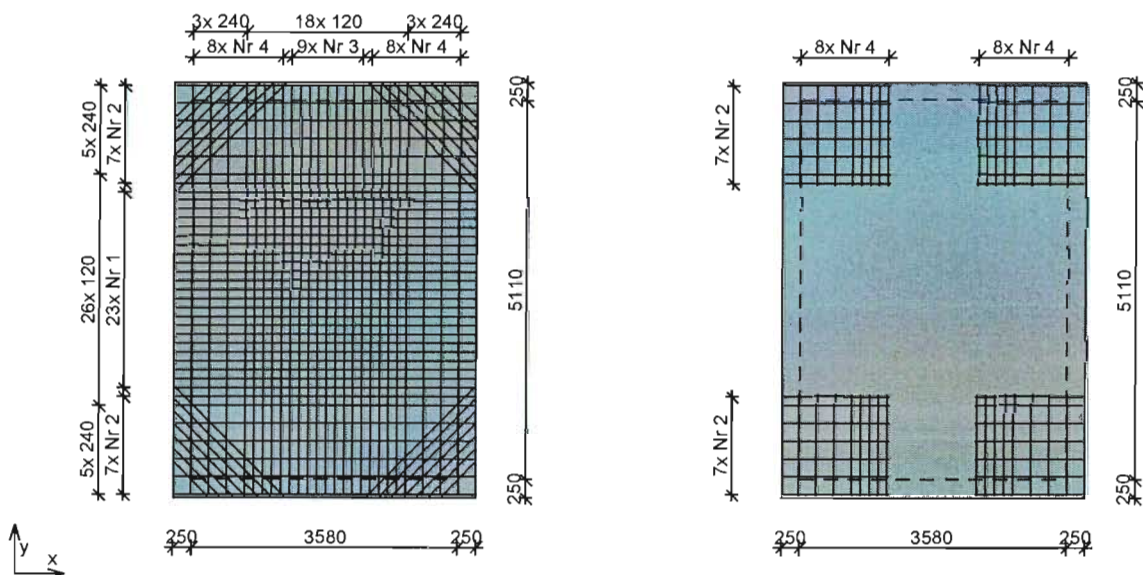 3x 240 18x 120 3x 240
8x Nr 4 9x Nr 3 8x Nr 4
8x Nr 4 8x Nr 4
5x 240
7x Nr 2
250
7x Nr 2
250
26x 120
23x Nr 1
5110
5110
5x 240
7x Nr 2
250
7x Nr 2
250
250 3580 250
250 3580 250
y
x